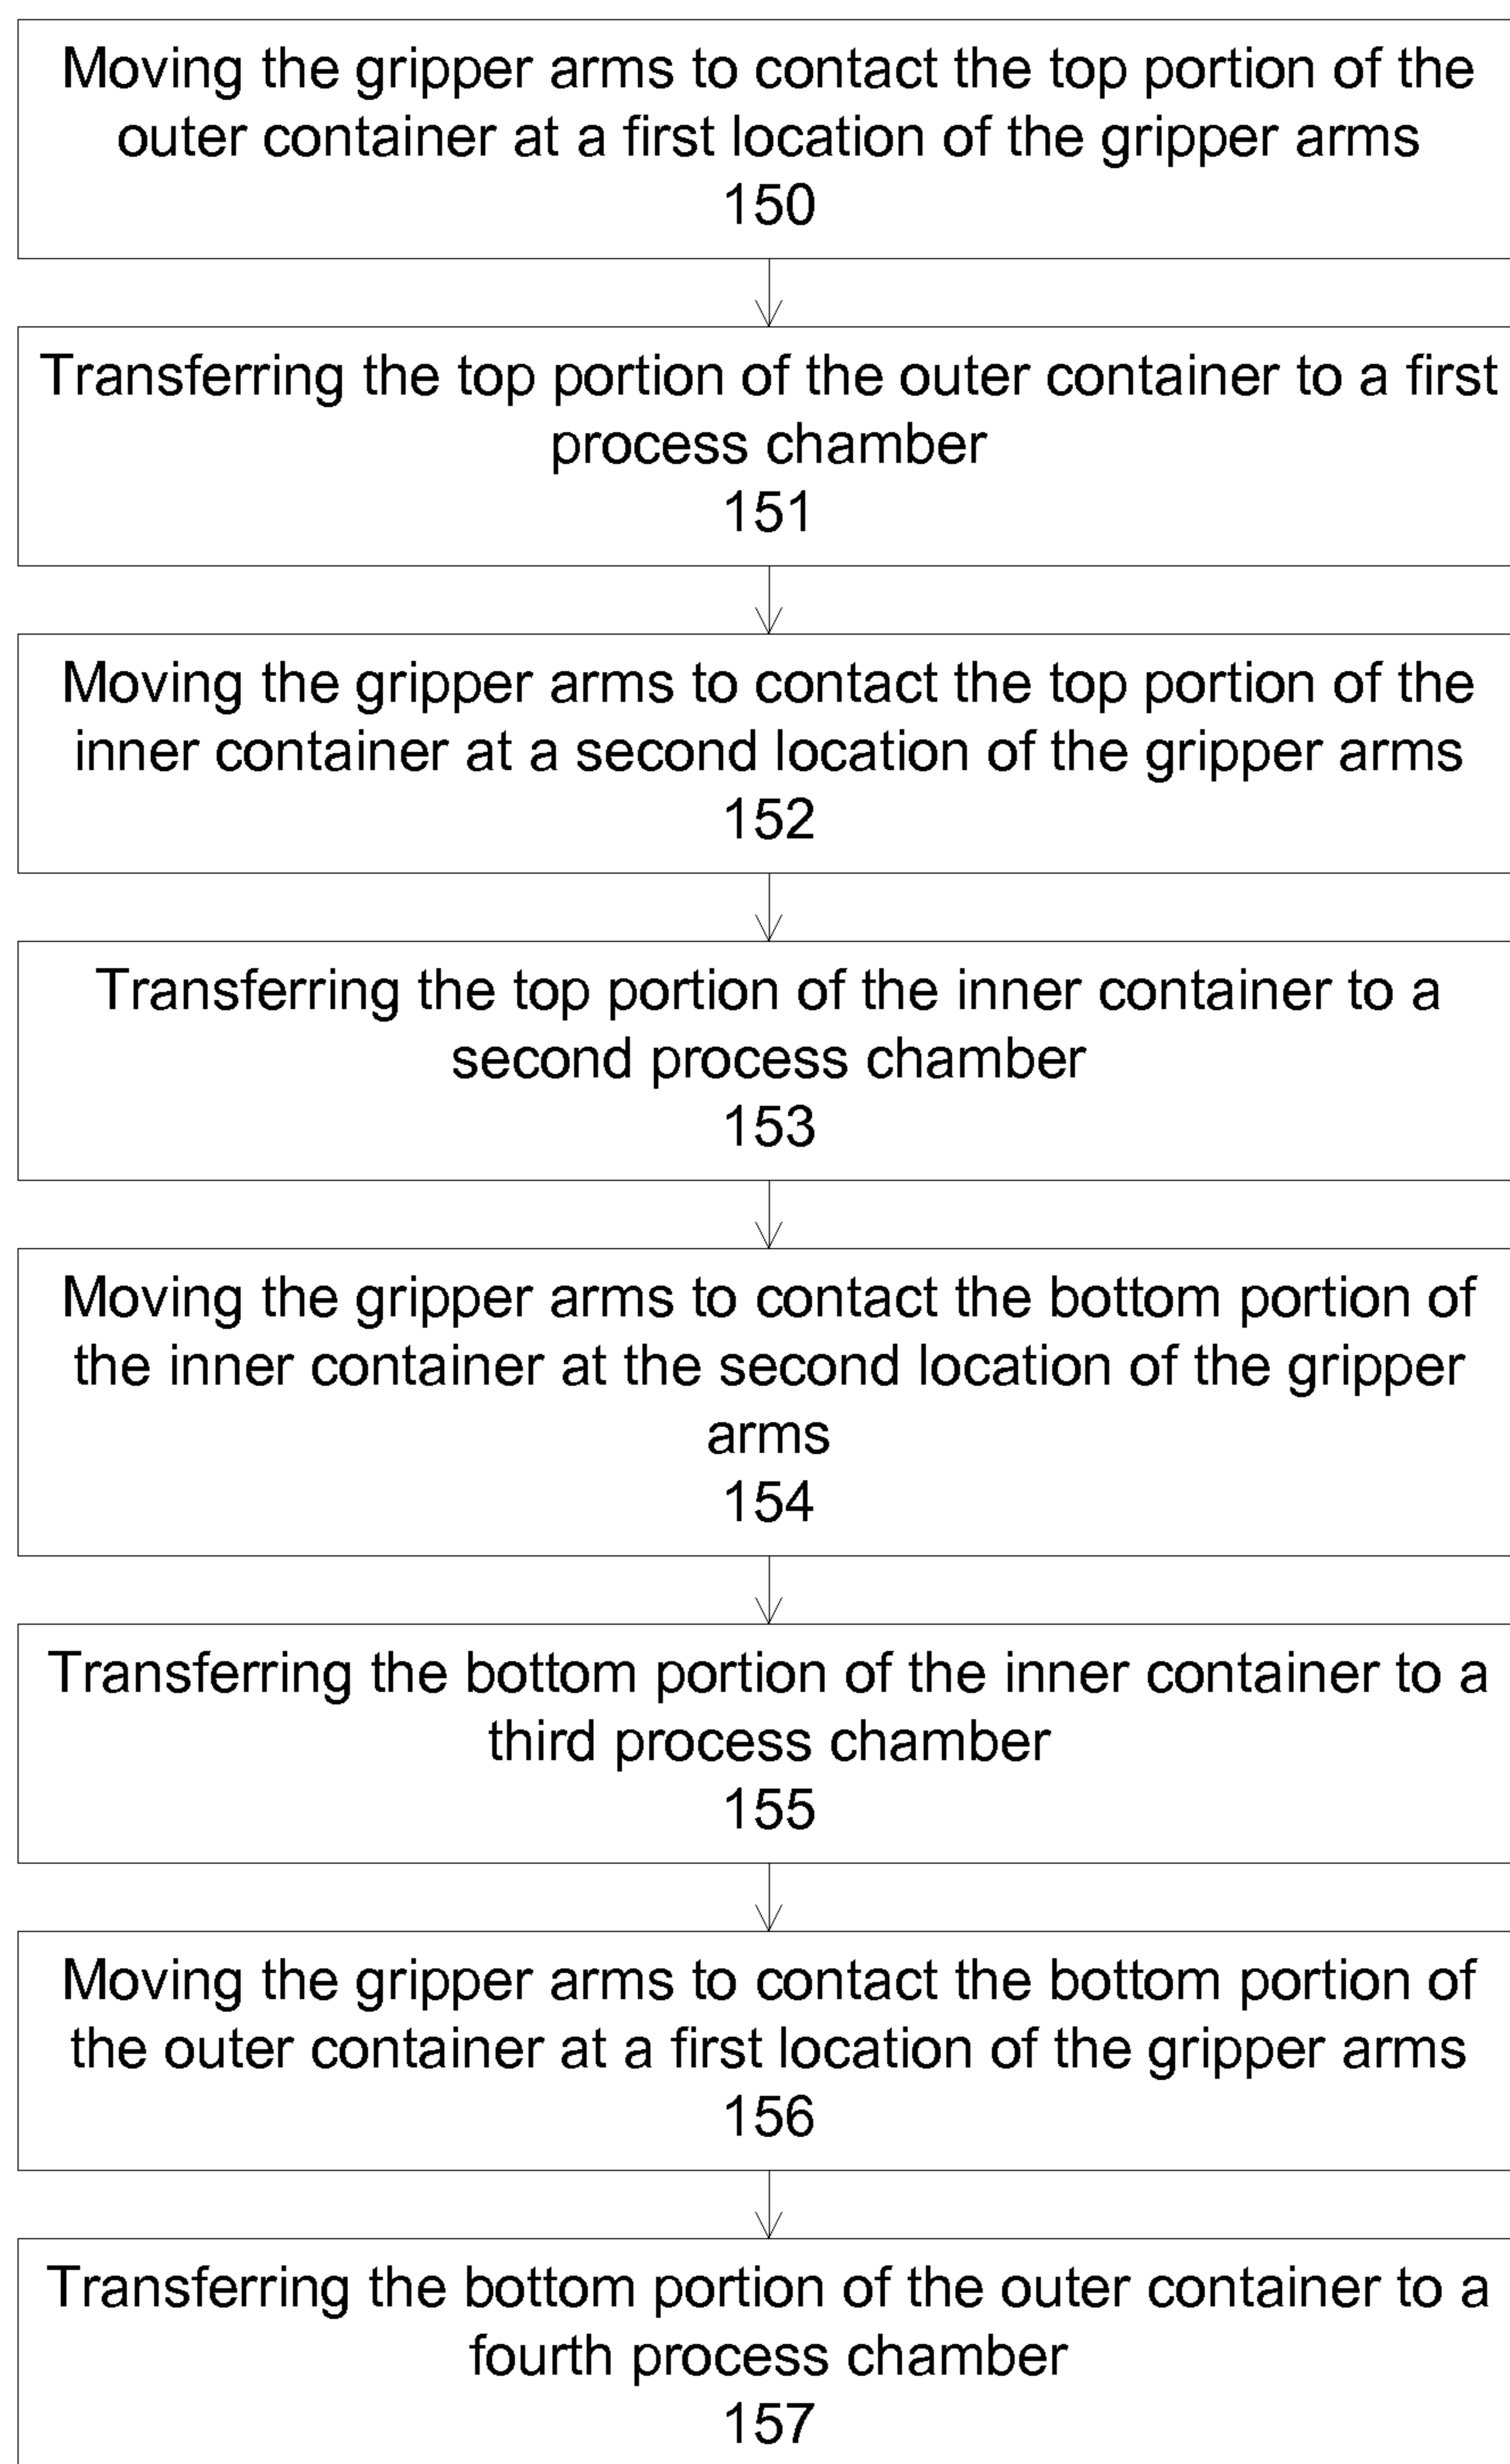 Moving the gripper arms to contact the top portion of the
outer container at a first location of the gripper arms
150
Transferring the top portion of the outer container to a first
process chamber
151
Moving the gripper arms to contact the top portion of the
inner container at a second location of the gripper arms
152
Transferring the top portion of the inner container to a
second process chamber
153
Moving the gripper arms to contact the bottom portion of
the inner container at the second location of the gripper
arms
154
Transferring the bottom portion of the inner container to a
third process chamber
155
Moving the gripper arms to contact the bottom portion of
the outer container at a first location of the gripper arms
156
Transferring the bottom portion of the outer container to a
fourth process chamber
157